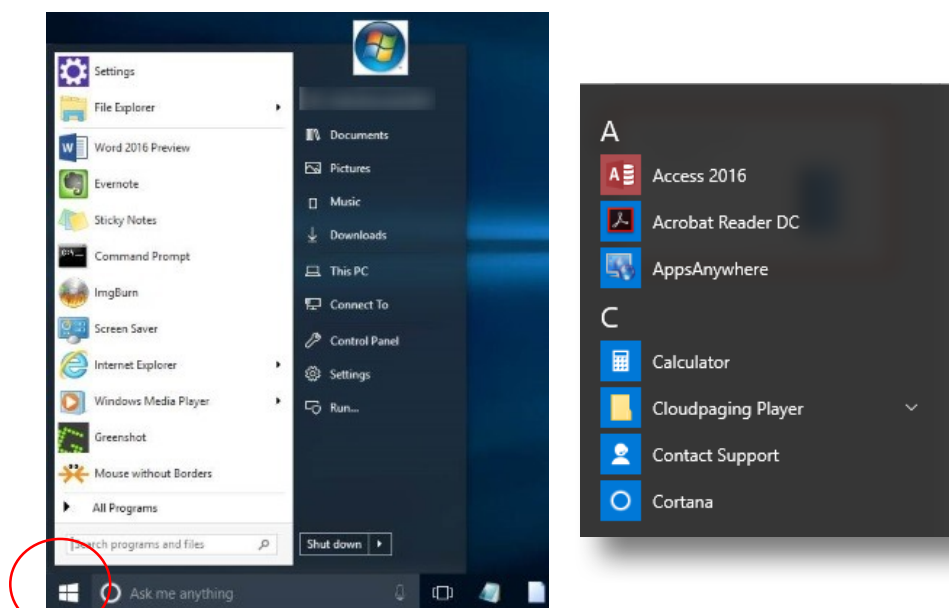 Settings
File Explorer
Word 2016 Preview
Evernote
Sticky Notes
Command Prompt
ImgBurn
Screen Saver
Internet Explorer
Windows Media Player
Greenshot
Mouse without Borders
All Programs
Search programs and files
Documents
Pictures
Music
Downloads
This PC
Connect To
Control Panel
Settings
Run...
Shut down
Ask me anything
A
Access 2016
Acrobat Reader DC
AppsAnywhere
C
Calculator
Cloudpaging Player
Contact Support
Cortana